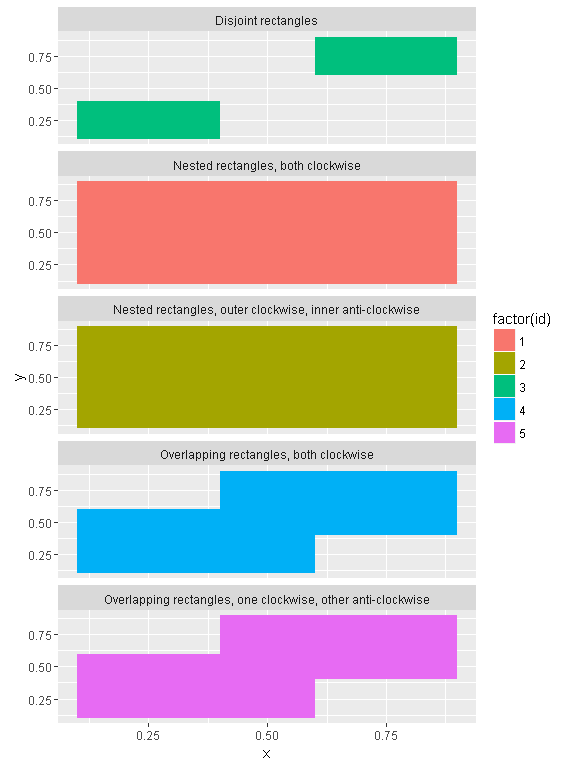 Disjoint rectangles
0.75
0.50
0.25
Nested rectangles, both clockwise
0.75
0.50
0.25
Nested rectangles, outer clockwise, inner anti-clockwise
0.75
0.50
0.25
y
Overlapping rectangles, both clockwise
0.75
0.50
0.25
Overlapping rectangles, one clockwise, other anti-clockwise
0.75
0.50
0.25
0.25 0.50 0.75
x
factor(id)
1
2
3
4
5